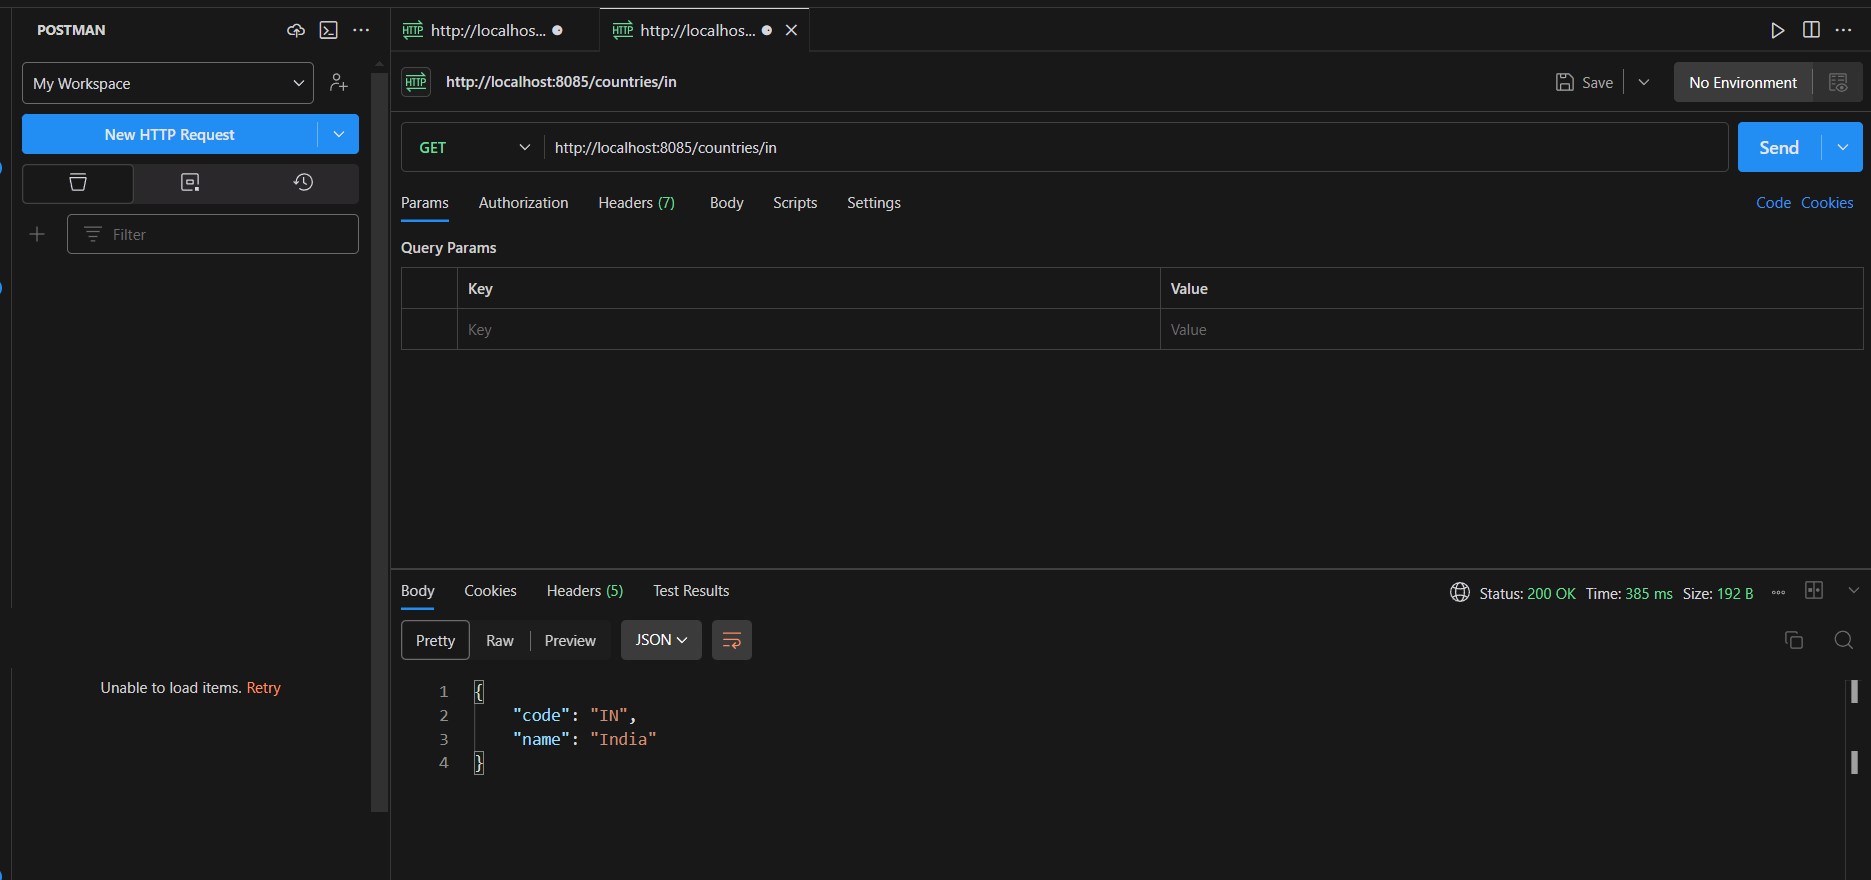 POSTMAN
My Workspace
New HTTP Request
Filter
Unable to load items. Retry
HTTP http://localhos...
HTTP http://localhos...
HTTP http://localhost:8085/countries/in
Save
No Environment
GET http://localhost:8085/countries/in
Send
Params Authorization Headers (7) Body Scripts Settings
Code Cookies
Query Params
Key Value
Key Value
Body Cookies Headers (5) Test Results
Status: 200 OK Time: 385 ms Size: 192 B
Pretty Raw Preview JSON
1 {
2 "code": "IN",
3 "name": "India"
4 }